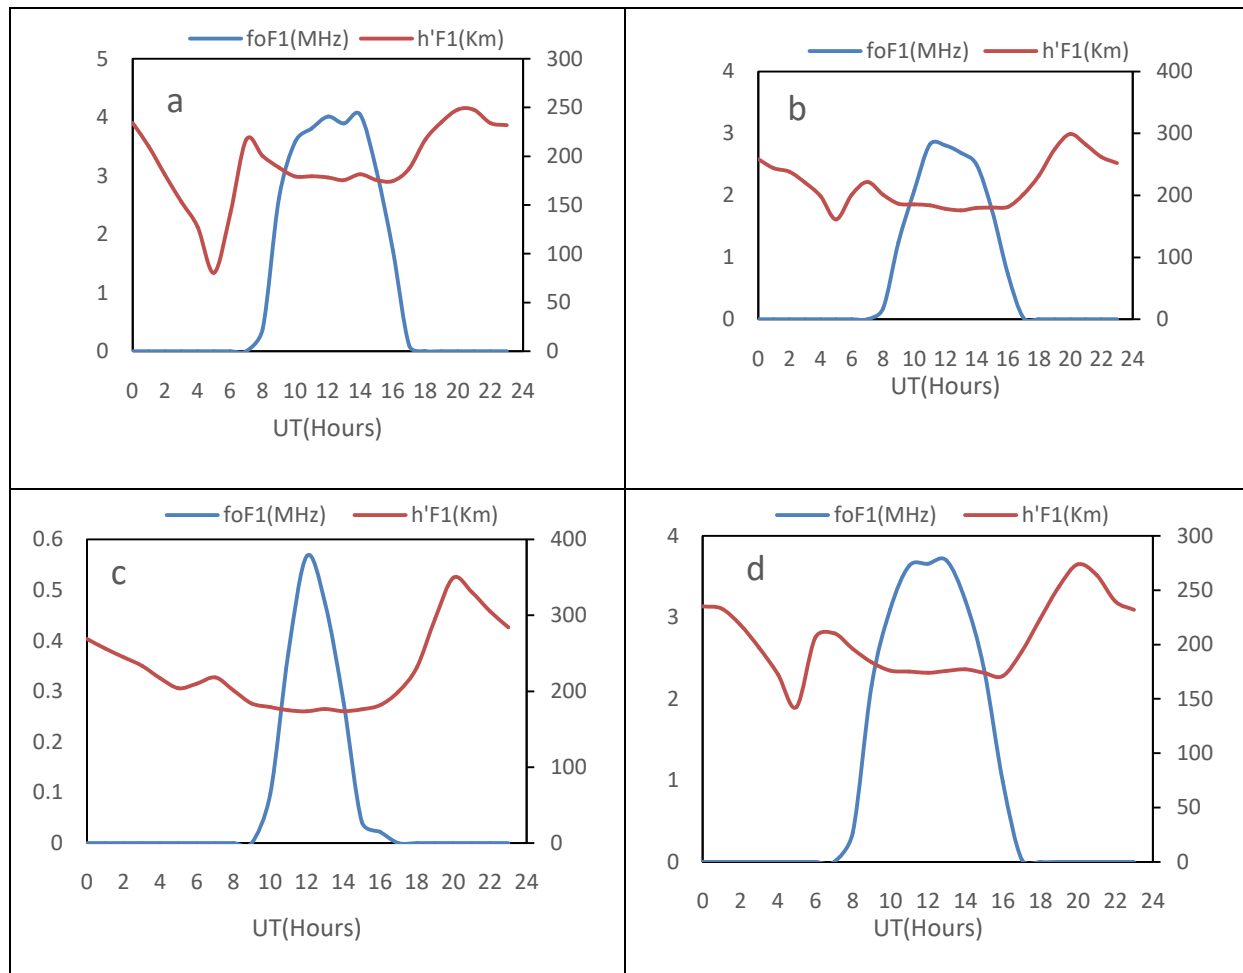 foF1(MHz) h'F1(Km)
5 300
4 250
3 200
2 150
1 100
0 50
0
a
0 2 4 6 8 10 12 14 16 18 20 22 24
UT(Hours)
foF1(MHz) h'F1(Km)
4 400
3 300
2 200
1 100
0 0
b
0 2 4 6 8 10 12 14 16 18 20 22 24
UT(Hours)
foF1(MHz) h'F1(Km)
0.6 400
0.5 300
0.4 200
0.3 100
0.2 0
0.1
0
c
0 2 4 6 8 10 12 14 16 18 20 22 24
UT(Hours)
foF1(MHz) h'F1(Km)
4 300
3 250
2 200
1 150
0 100
50
0
d
0 2 4 6 8 10 12 14 16 18 20 22 24
UT(Hours)